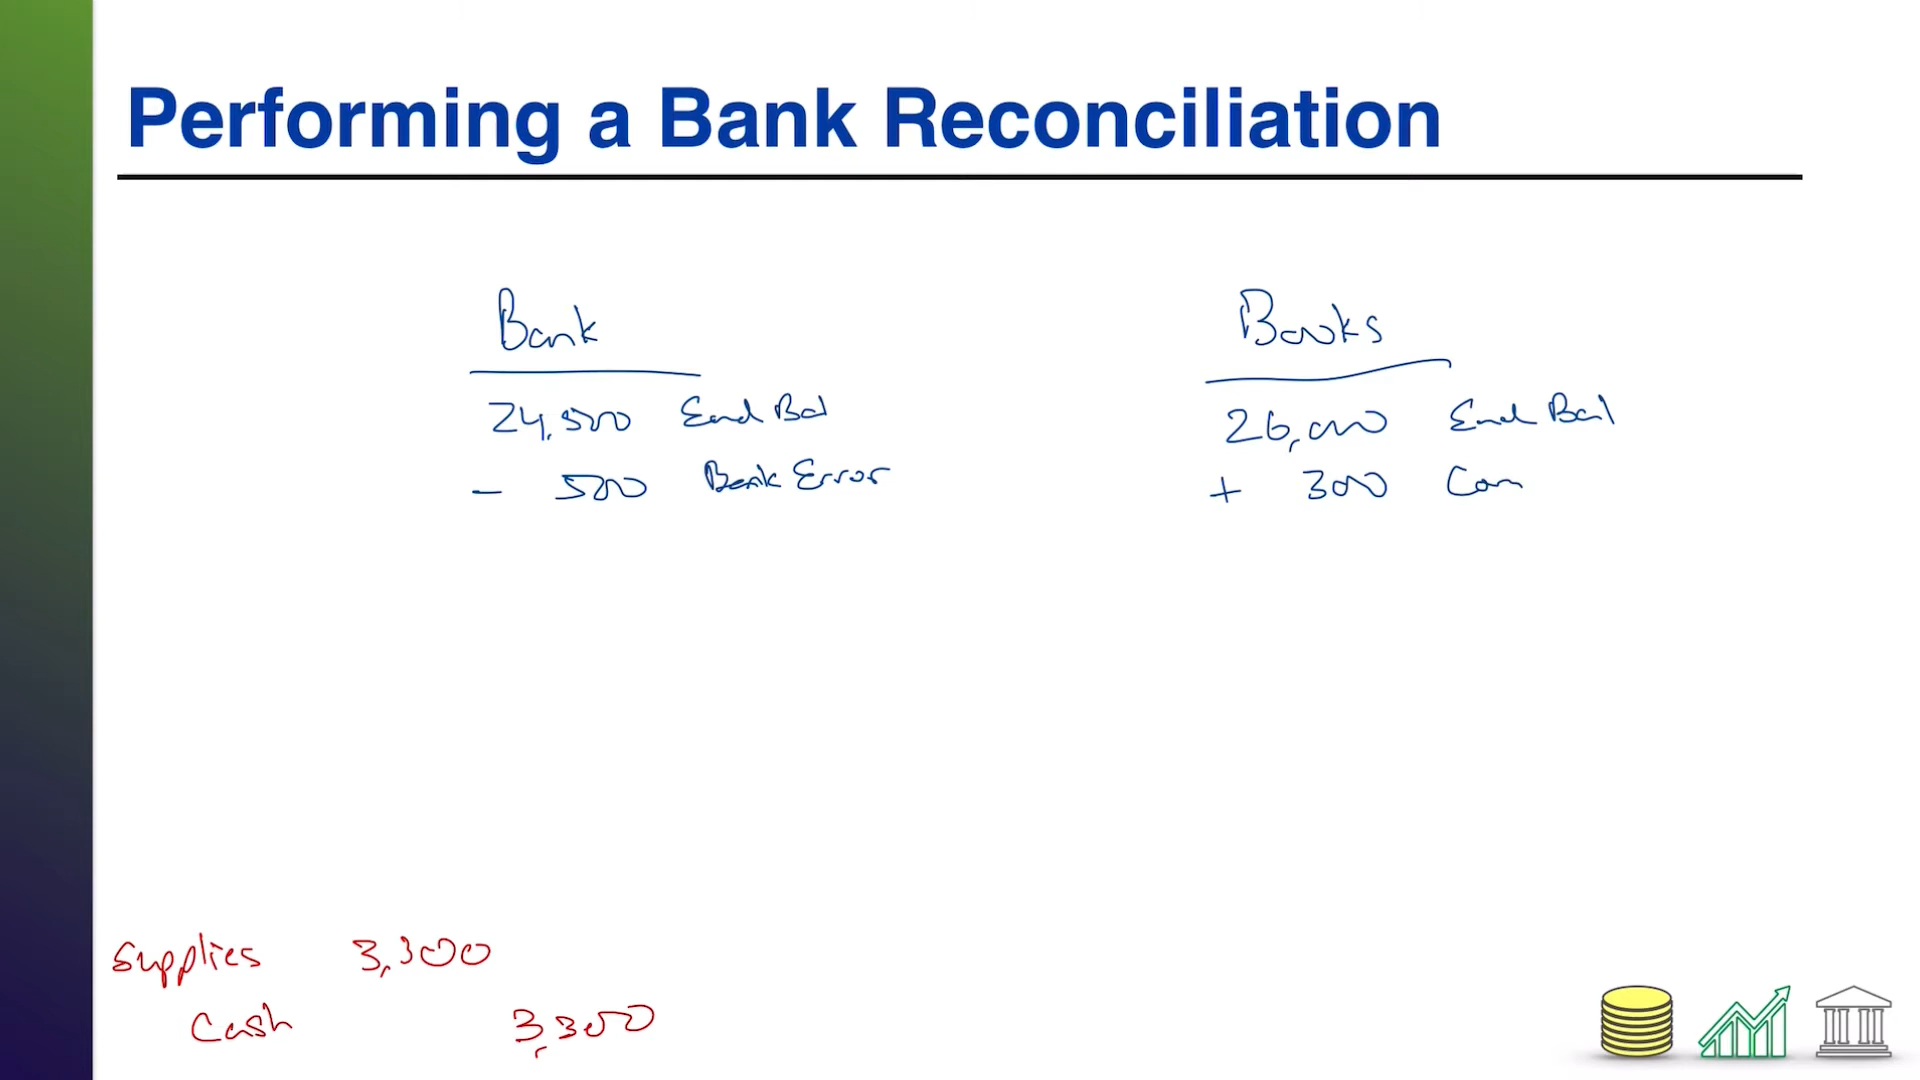 Performing a Bank Reconciliation
Bank
24,500 End Bal
- 500 Bank Error
Books
26,000 End Bal
+ 300 Com
Supplies 3,300
Cash 3,300